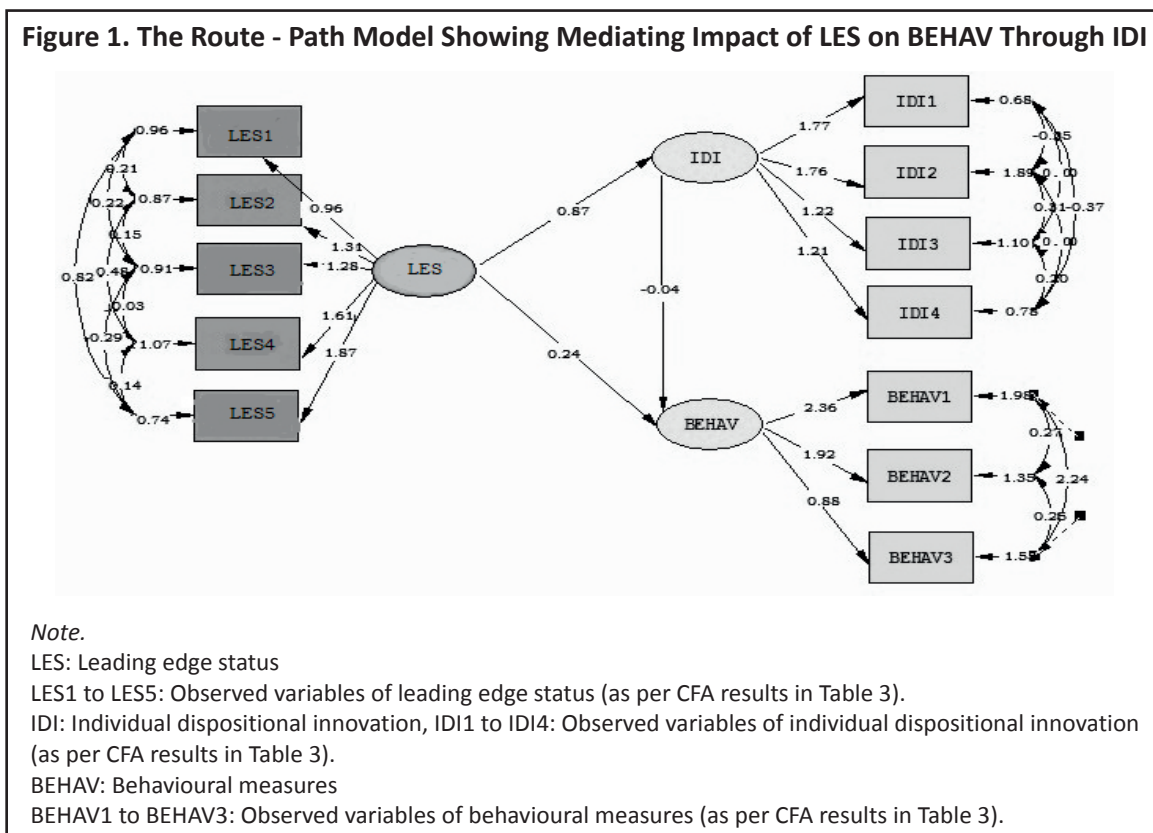 Figure 1. The Route - Path Model Showing Mediating Impact of LES on BEHAV Through IDI
LES1
LES2
LES3
LES4
LES5
0.96
0.87
0.91
1.07
0.74
0.21
0.22
0.15
0.82
0.48
-0.03
-0.29
0.14
0.96
1.31
1.28
1.61
1.87
LES
0.87
0.24
IDI
-0.04
BEHAV
1.77
1.76
1.22
1.21
IDI1
IDI2
IDI3
IDI4
0.68
1.89
1.10
0.31
-0.37
0.20
2.36
1.92
0.88
BEHAV1
BEHAV2
BEHAV3
1.98
1.35
0.27
2.24
Note.
LES: Leading edge status
LES1 to LES5: Observed variables of leading edge status (as per CFA results in Table 3).
IDI: Individual dispositional innovation, IDI1 to IDI4: Observed variables of individual dispositional innovation
(as per CFA results in Table 3).
BEHAV: Behavioural measures
BEHAV1 to BEHAV3: Observed variables of behavioural measures (as per CFA results in Table 3).